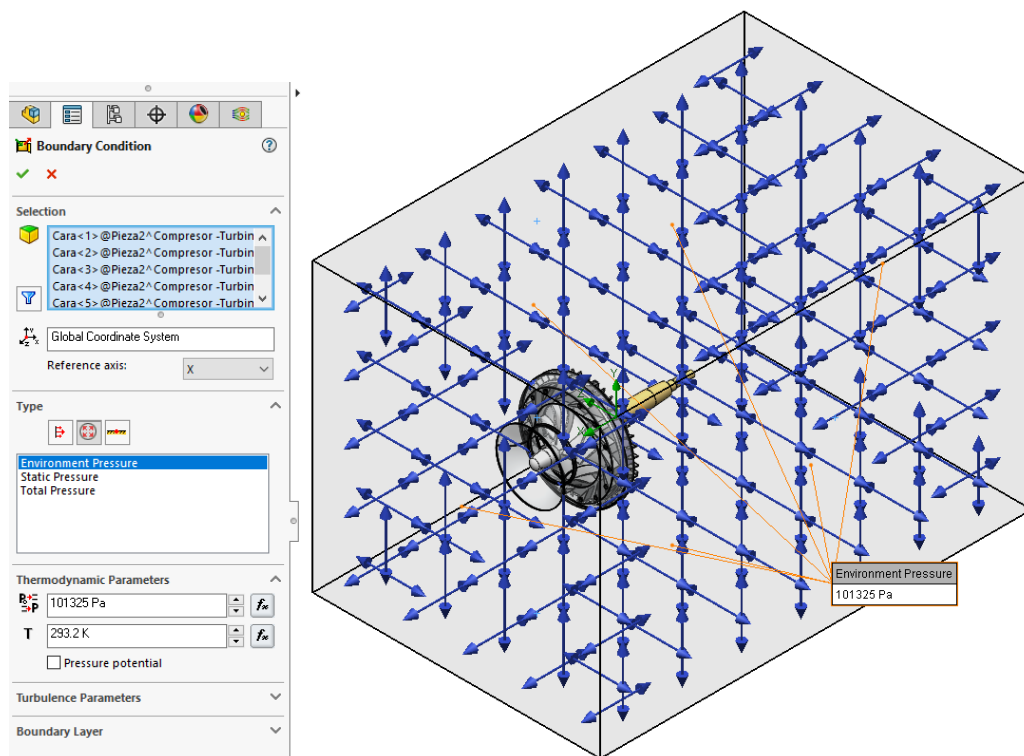 Boundary Condition
Selection
Cara<1>@Pieza2^Compresor -Turbin
Cara<2>@Pieza2^Compresor -Turbin
Cara<3>@Pieza2^Compresor -Turbin
Cara<4>@Pieza2^Compresor -Turbin
Cara<5>@Pieza2^Compresor -Turbin
Global Coordinate System
Reference axis:
X
Type
Environment Pressure
Static Pressure
Total Pressure
Thermodynamic Parameters
101325 Pa
T
293.2 K
Pressure potential
Turbulence Parameters
Boundary Layer
Y
X
Environment Pressure
101325 Pa